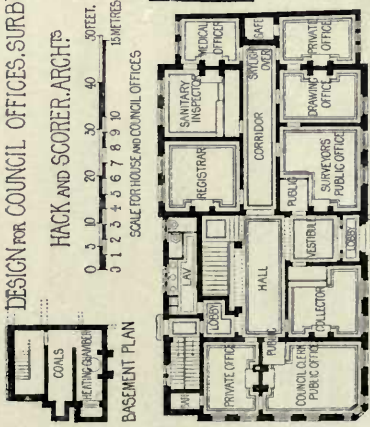 DESIGN FOR COUNCIL OFFICES. SURB
HACK AND SCORER. ARCHTS
0 5 10 20 30 40 50 FEET.
0 1 2 3 4 5 6 7 8 9 10 15 METRES
SCALE FOR HOUSE AND COUNCIL OFFICES
COALS
HEATING CHAMBER
BASEMENT PLAN
LAV
LOBBY
PRIVATE OFFICE
PUBLIC
COUNCIL CLERK
PUBLIC OFFICE
HALL
COLLECTOR
VESTIBULE
LOBBY
REGISTRAR
SANITARY
INSPECTOR
MEDICAL
OFFICER
CORRIDOR
SKYLIGHT
OVER
SAFE
PUBLIC
SURVEYORS
PUBLIC OFFICE
DRAWING
OFFICE
PRIVATE
OFFICE